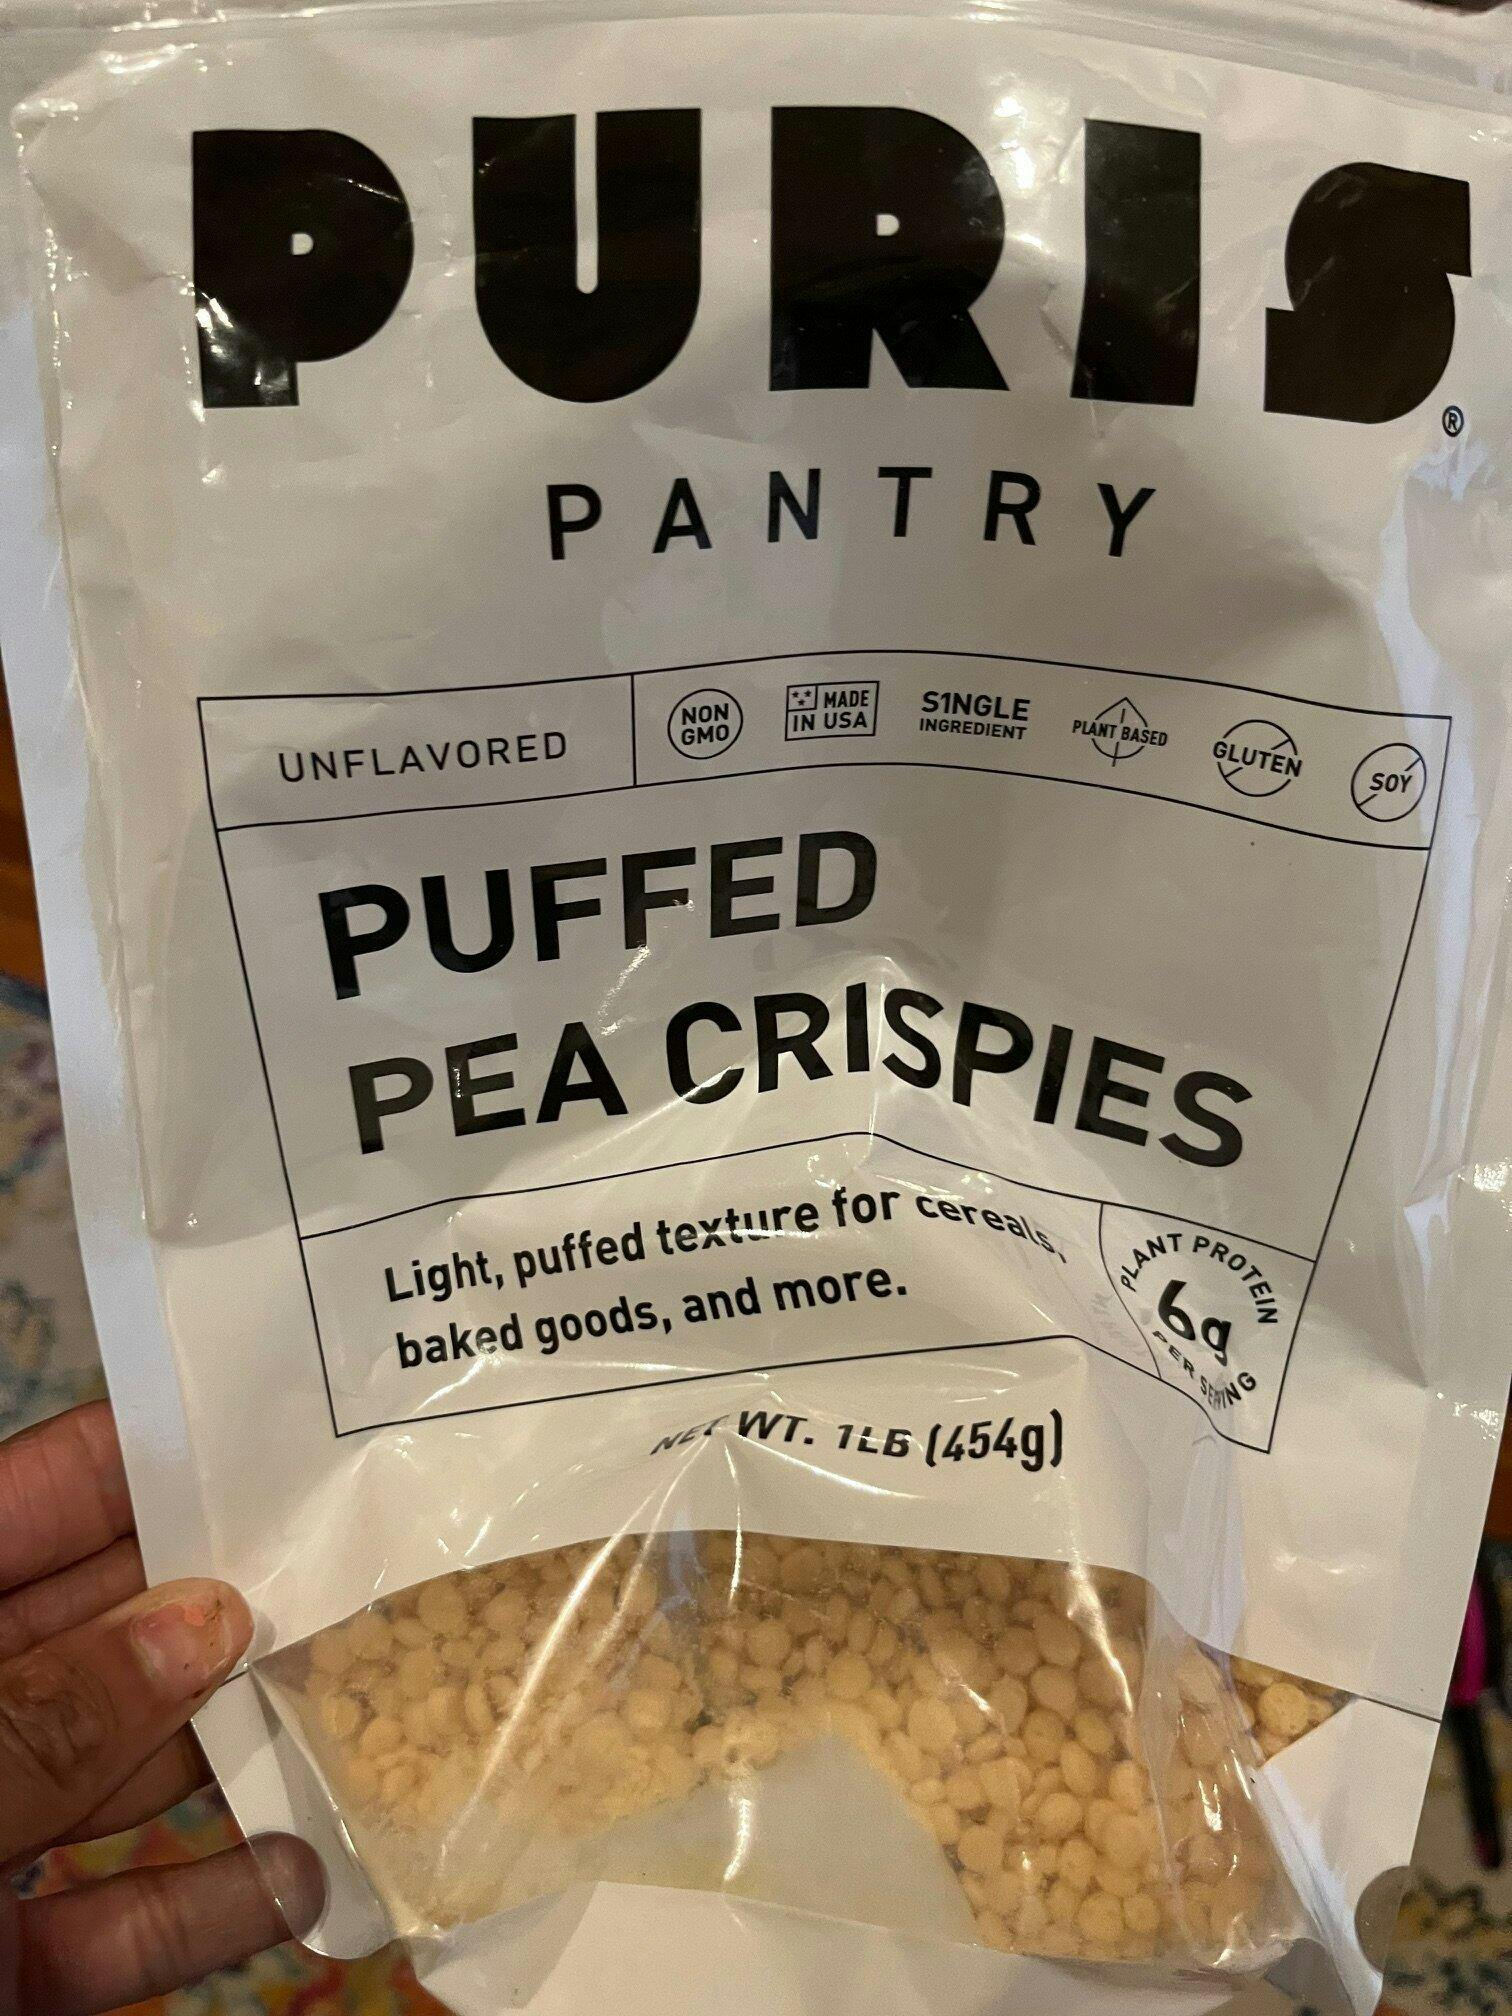 PURIS®
PANTRY
UNFLAVORED
NON
GMO
MADE
IN USA
S1NGLE
INGREDIENT
PLANT BASED
GLUTEN
SOY
PUFFED
PEA CRISPIES
Light, puffed texture for cereals,
baked goods, and more.
PLANT PROTEIN
6g
PER SERVING
NET WT. 1LB (454g)